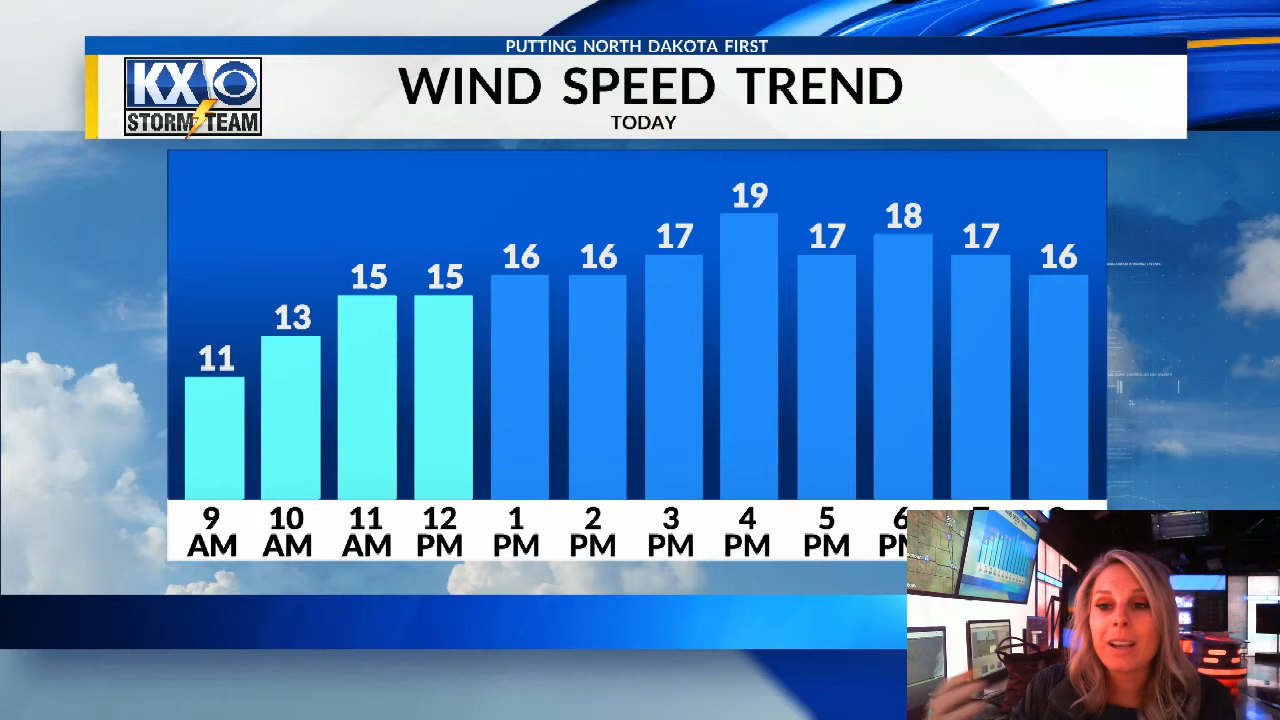 PUTTING NORTH DAKOTA FIRST
KX
STORM TEAM
WIND SPEED TREND
TODAY
11 13 15 15 16 16 17 19 17 18 17 16
9 10 11 12 1 2 3 4 5 6
AM AM AM PM PM PM PM PM PM